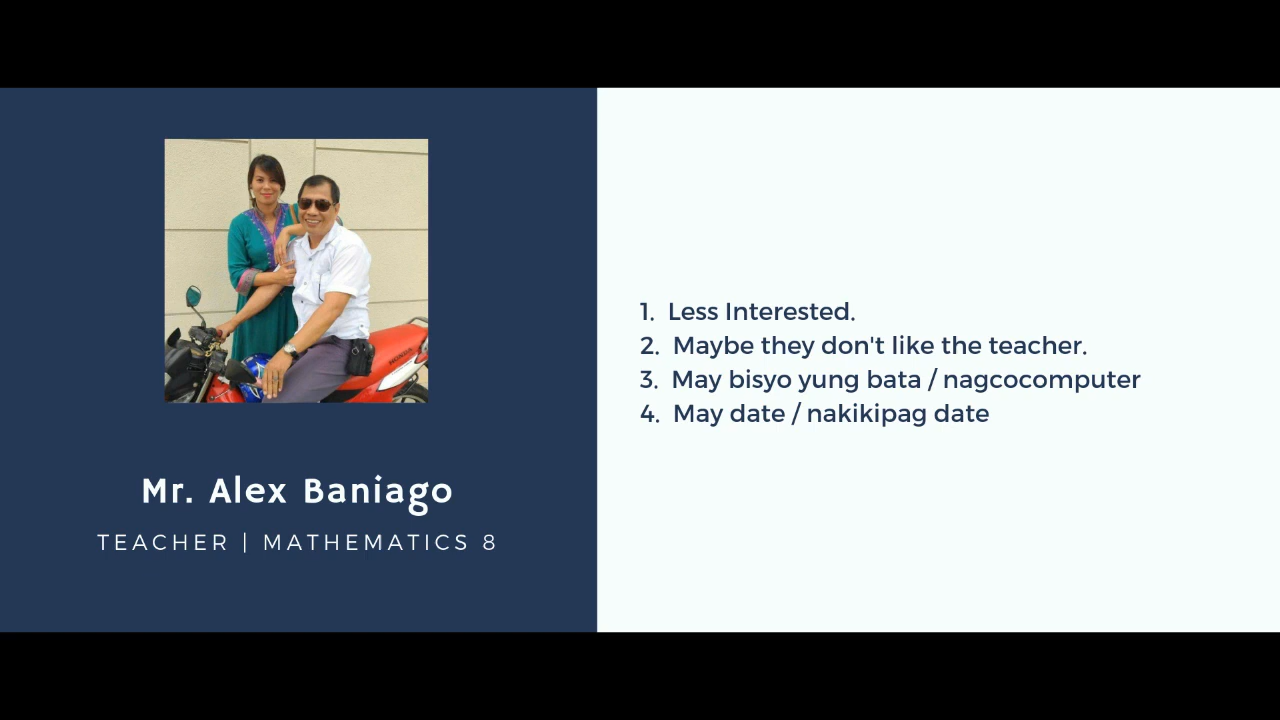 Mr. Alex Baniago
TEACHER | MATHEMATICS 8
1. Less Interested.
2. Maybe they don't like the teacher.
3. May bisyo yung bata / nagcocomputer
4. May date / nakikipag date
HONDA